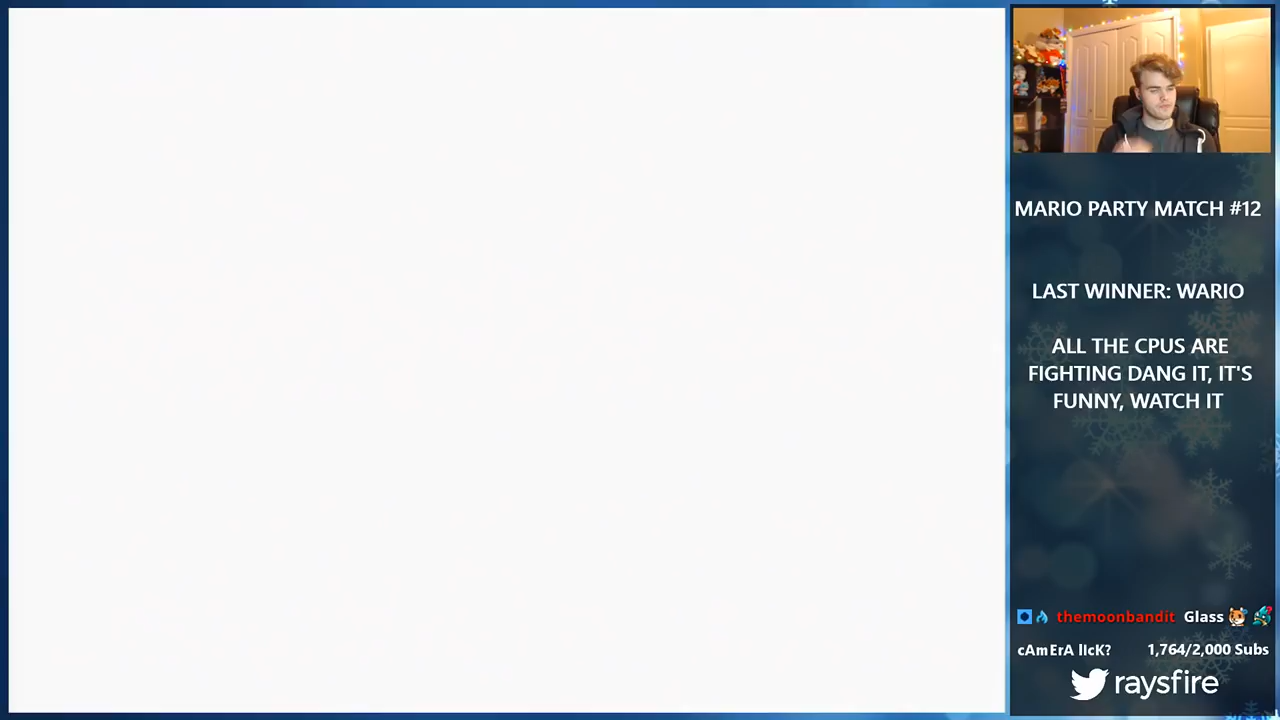 MARIO PARTY MATCH #12
LAST WINNER: WARIO
ALL THE CPUS ARE
FIGHTING DANG IT, IT'S
FUNNY, WATCH IT
themoonbandit Glass
cAmErA lIcK? 1,764/2,000 Subs
raysfire